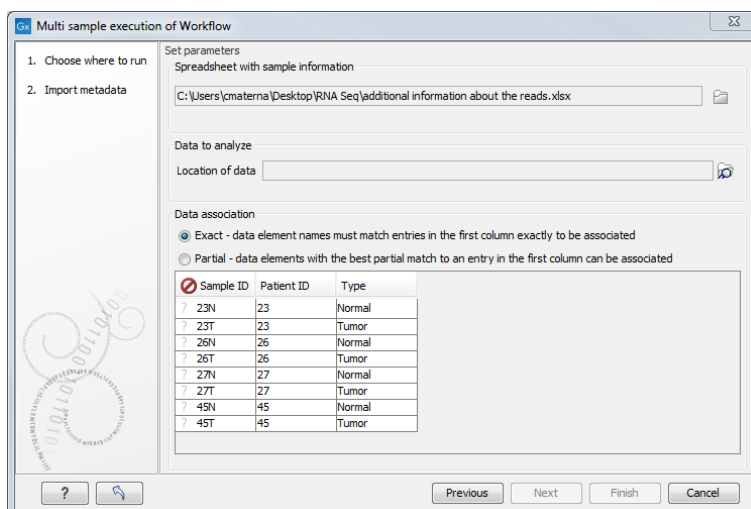 Gx Multi sample execution of Workflow
1. Choose where to run
2. Import metadata
Set parameters
Spreadsheet with sample information
C:\Users\cmaterna\Desktop\RNA Seq\additional information about the reads.xlsx
Data to analyze
Location of data
Data association
Exact - data element names must match entries in the first column exactly to be associated
Partial - data elements with the best partial match to an entry in the first column can be associated
Sample ID Patient ID Type
? 23N 23 Normal
? 23T 23 Tumor
? 26N 26 Normal
? 26T 26 Tumor
? 27N 27 Normal
? 27T 27 Tumor
? 45N 45 Normal
? 45T 45 Tumor
? Previous Next Finish Cancel